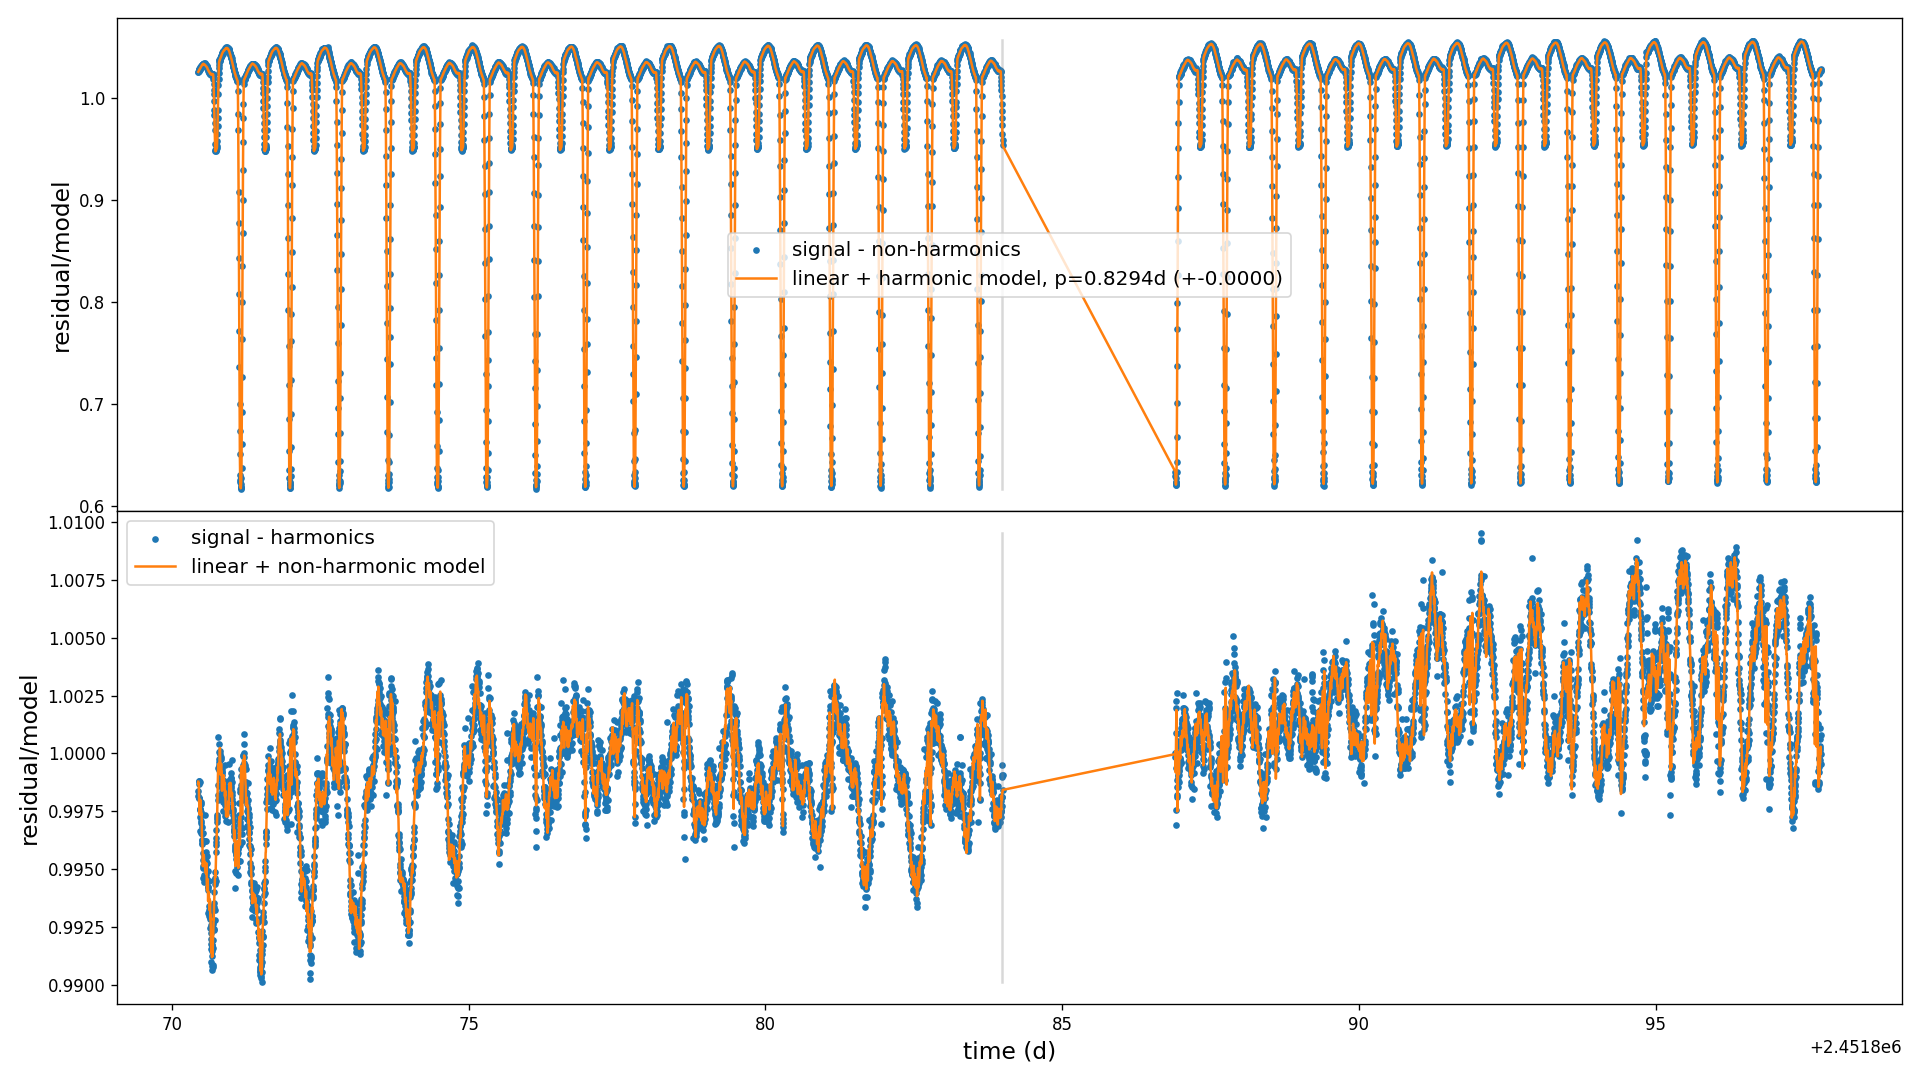 1.0
0.9
0.8
0.7
0.6
residual/model
signal - non-harmonics
linear + harmonic model, p=0.8294d (+-0.0000)
1.0100
1.0075
1.0050
1.0025
1.0000
0.9975
0.9950
0.9925
0.9900
residual/model
signal - harmonics
linear + non-harmonic model
70 75 80 85 90 95
time (d)
+2.4518e6